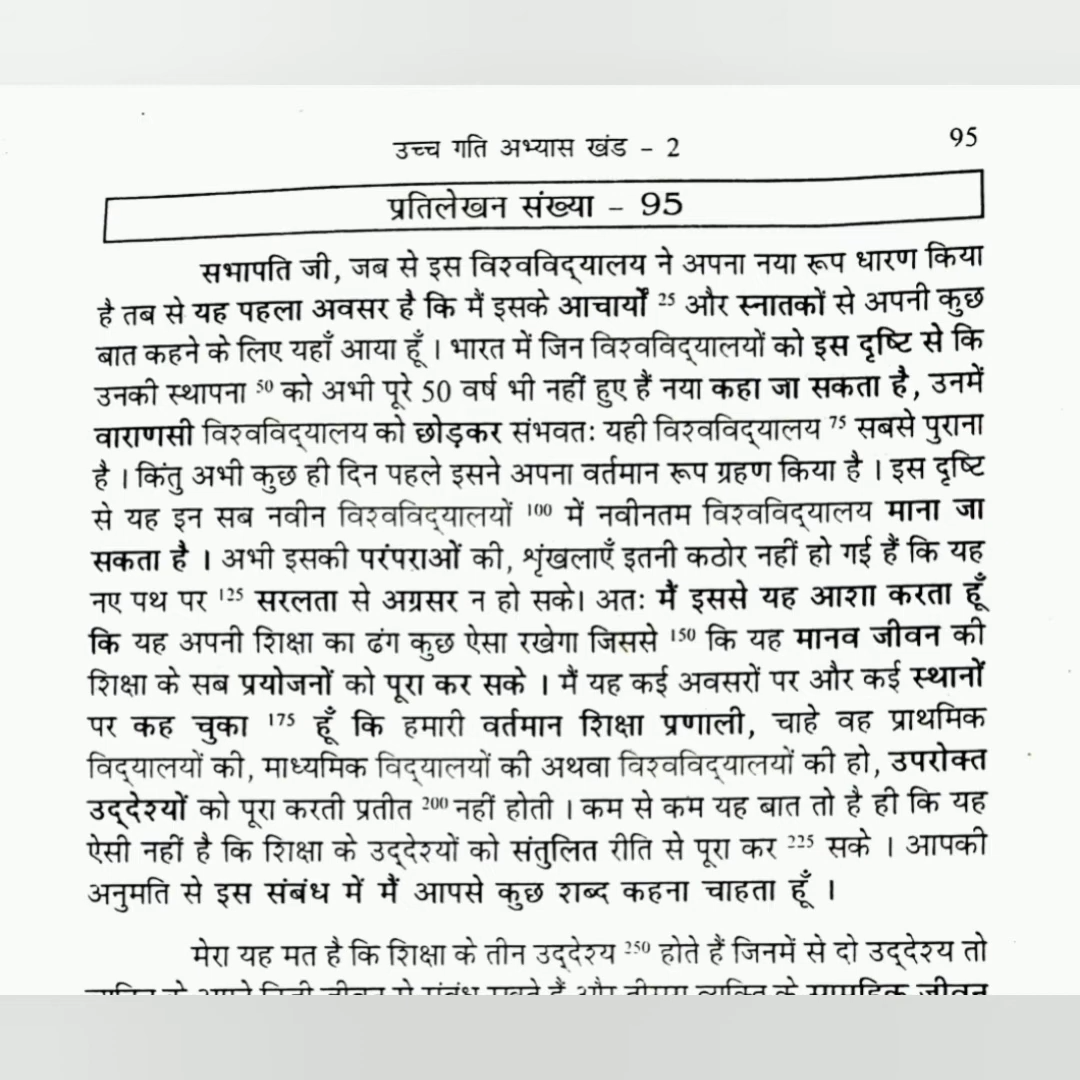 उच्च गति अभ्यास खंड - 2
95
प्रतिलेखन संख्या - 95
सभापति जी, जब से इस विश्वविद्यालय ने अपना नया रूप धारण किया
है तब से यह पहला अवसर है कि मैं इसके आचार्यों 25 और स्नातकों से अपनी कुछ
बात कहने के लिए यहाँ आया हूँ । भारत में जिन विश्वविद्यालयों को इस दृष्टि से कि
उनकी स्थापना 50 को अभी पूरे 50 वर्ष भी नहीं हुए हैं नया कहा जा सकता है, उनमें
वाराणसी विश्वविद्यालय को छोड़कर संभवतः यही विश्वविद्यालय 75 सबसे पुराना
है । किंतु अभी कुछ ही दिन पहले इसने अपना वर्तमान रूप ग्रहण किया है । इस दृष्टि
से यह इन सब नवीन विश्वविद्यालयों 100 में नवीनतम विश्वविद्यालय माना जा
सकता है । अभी इसकी परंपराओं की, शृंखलाएँ इतनी कठोर नहीं हो गई हैं कि यह
नए पथ पर 125 सरलता से अग्रसर न हो सके। अतः मैं इससे यह आशा करता हूँ
कि यह अपनी शिक्षा का ढंग कुछ ऐसा रखेगा जिससे 150 कि यह मानव जीवन की
शिक्षा के सब प्रयोजनों को पूरा कर सके । मैं यह कई अवसरों पर और कई स्थानों
पर कह चुका 175 हूँ कि हमारी वर्तमान शिक्षा प्रणाली, चाहे वह प्राथमिक
विद्यालयों की, माध्यमिक विद्यालयों की अथवा विश्वविद्यालयों की हो, उपरोक्त
उद्देश्यों को पूरा करती प्रतीत 200 नहीं होती । कम से कम यह बात तो है ही कि यह
ऐसी नहीं है कि शिक्षा के उद्देश्यों को संतुलित रीति से पूरा कर 225 सके । आपकी
अनुमति से इस संबंध में मैं आपसे कुछ शब्द कहना चाहता हूँ ।
मेरा यह मत है कि शिक्षा के तीन उद्देश्य 250 होते हैं जिनमें से दो उद्देश्य तो